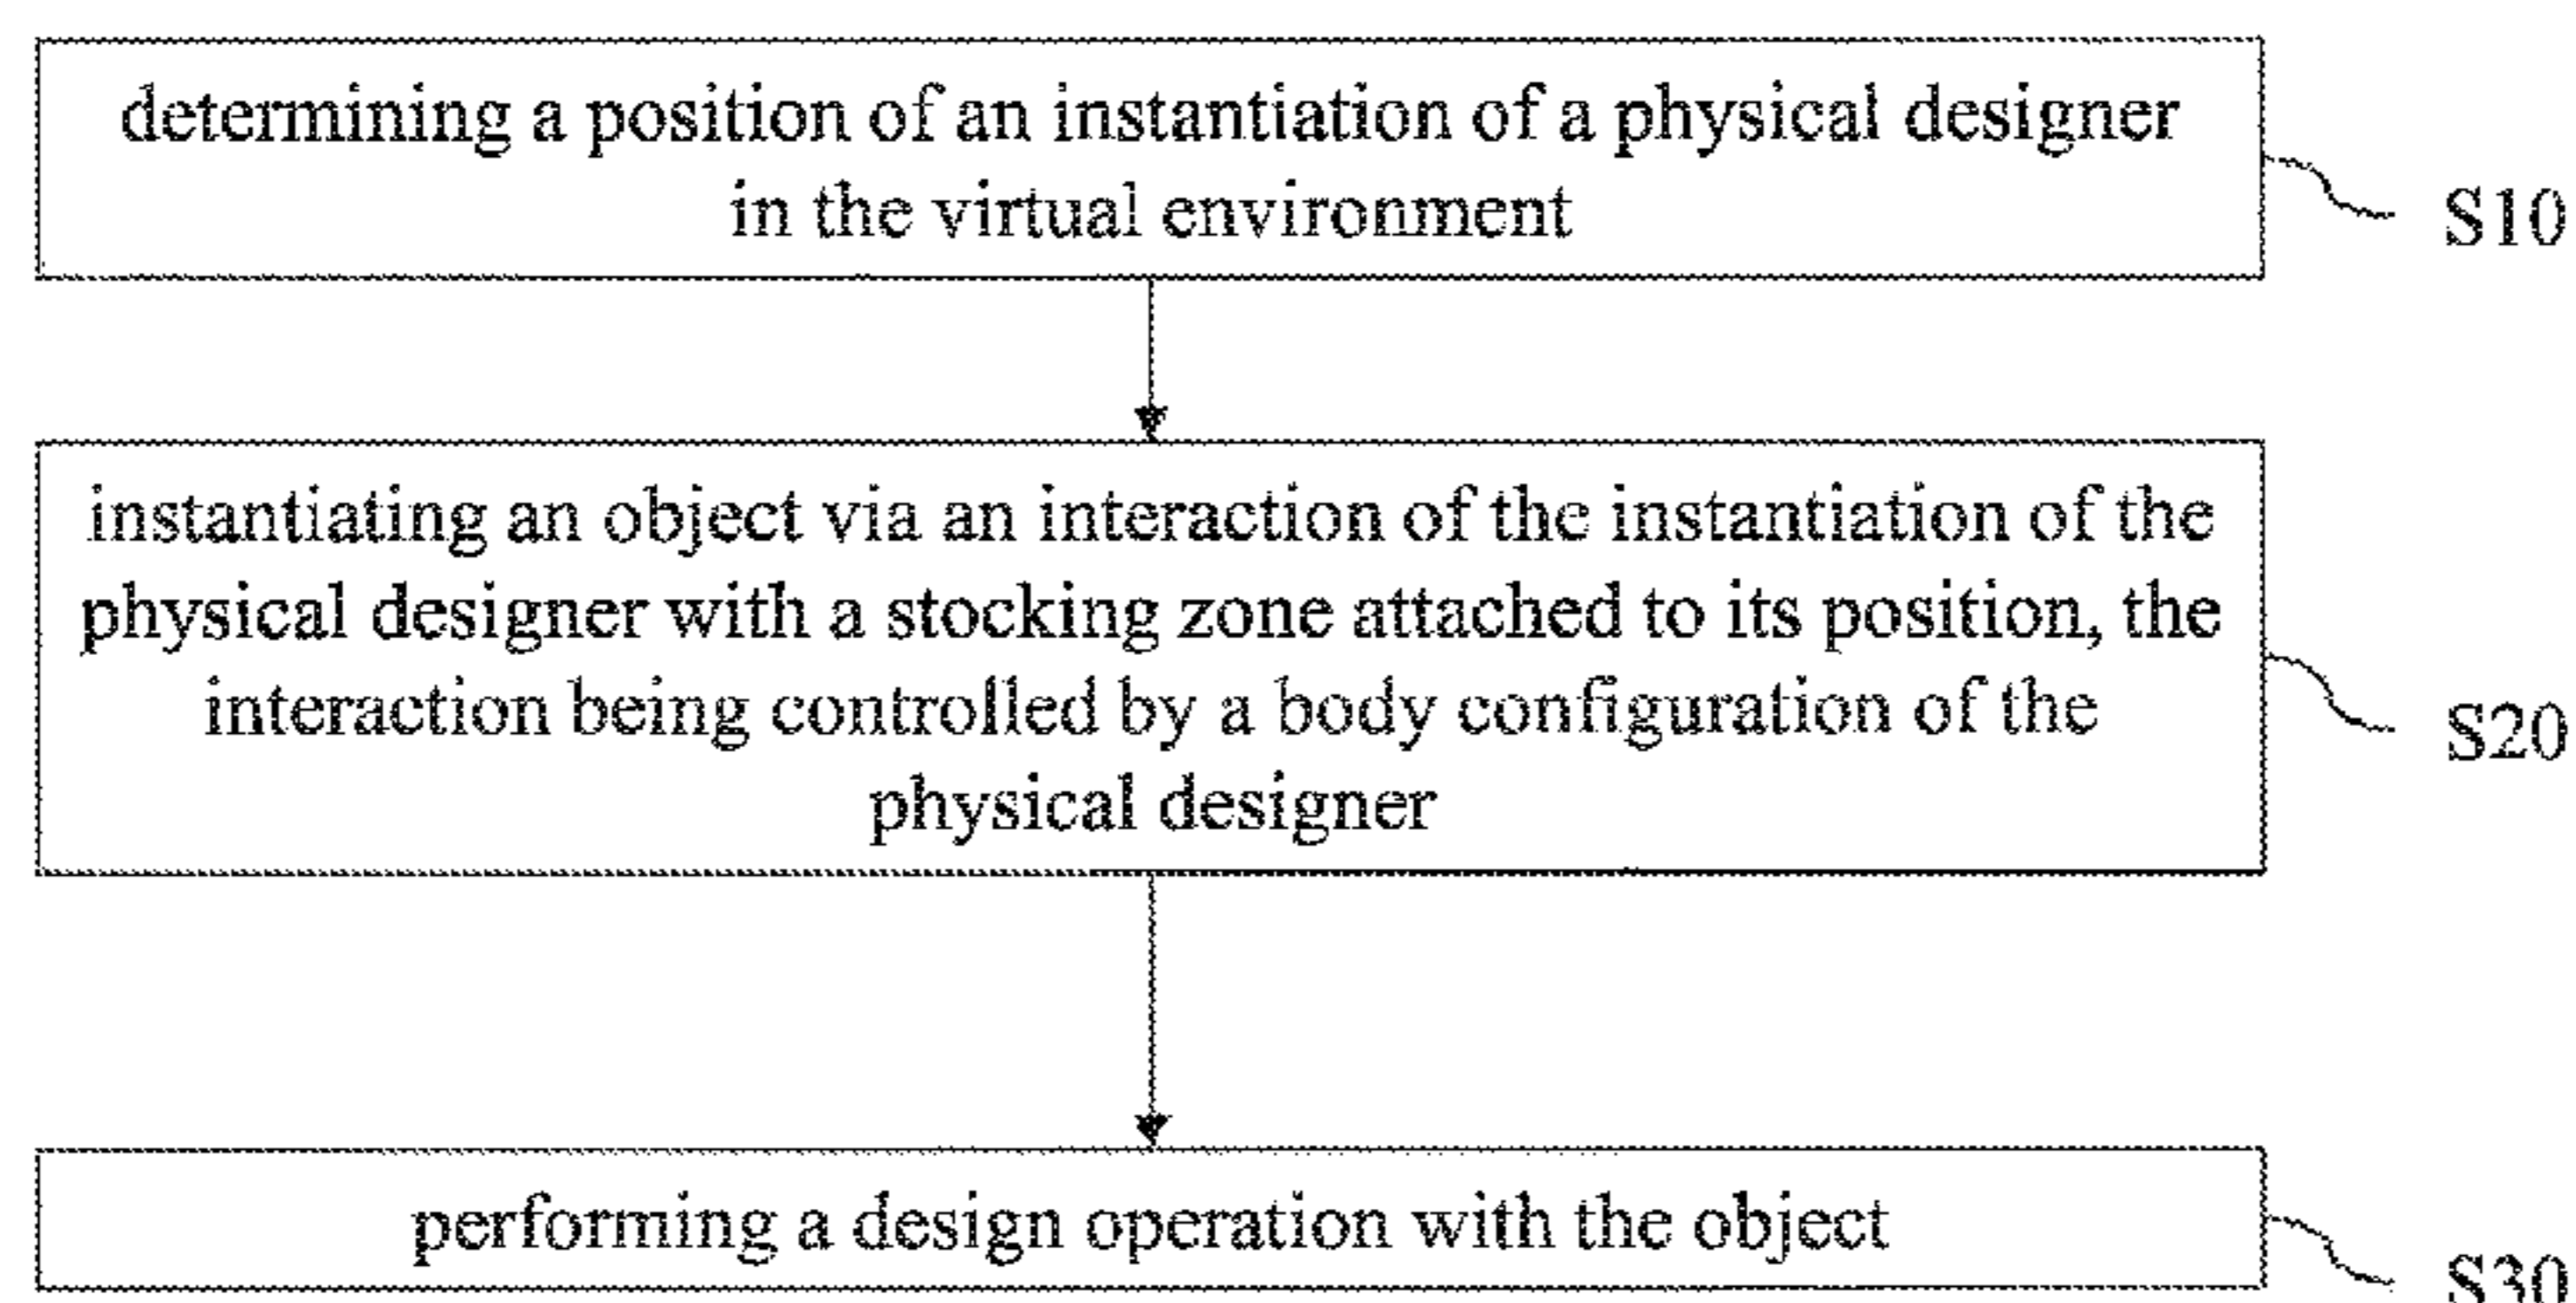 determining a position of an instantiation of a physical designer
in the virtual environment
S10
instantiating an object via an interaction of the instantiation of the
physical designer with a stocking zone attached to its position, the
interaction being controlled by a body configuration of the
physical designer
S20
performing a design operation with the object
S30